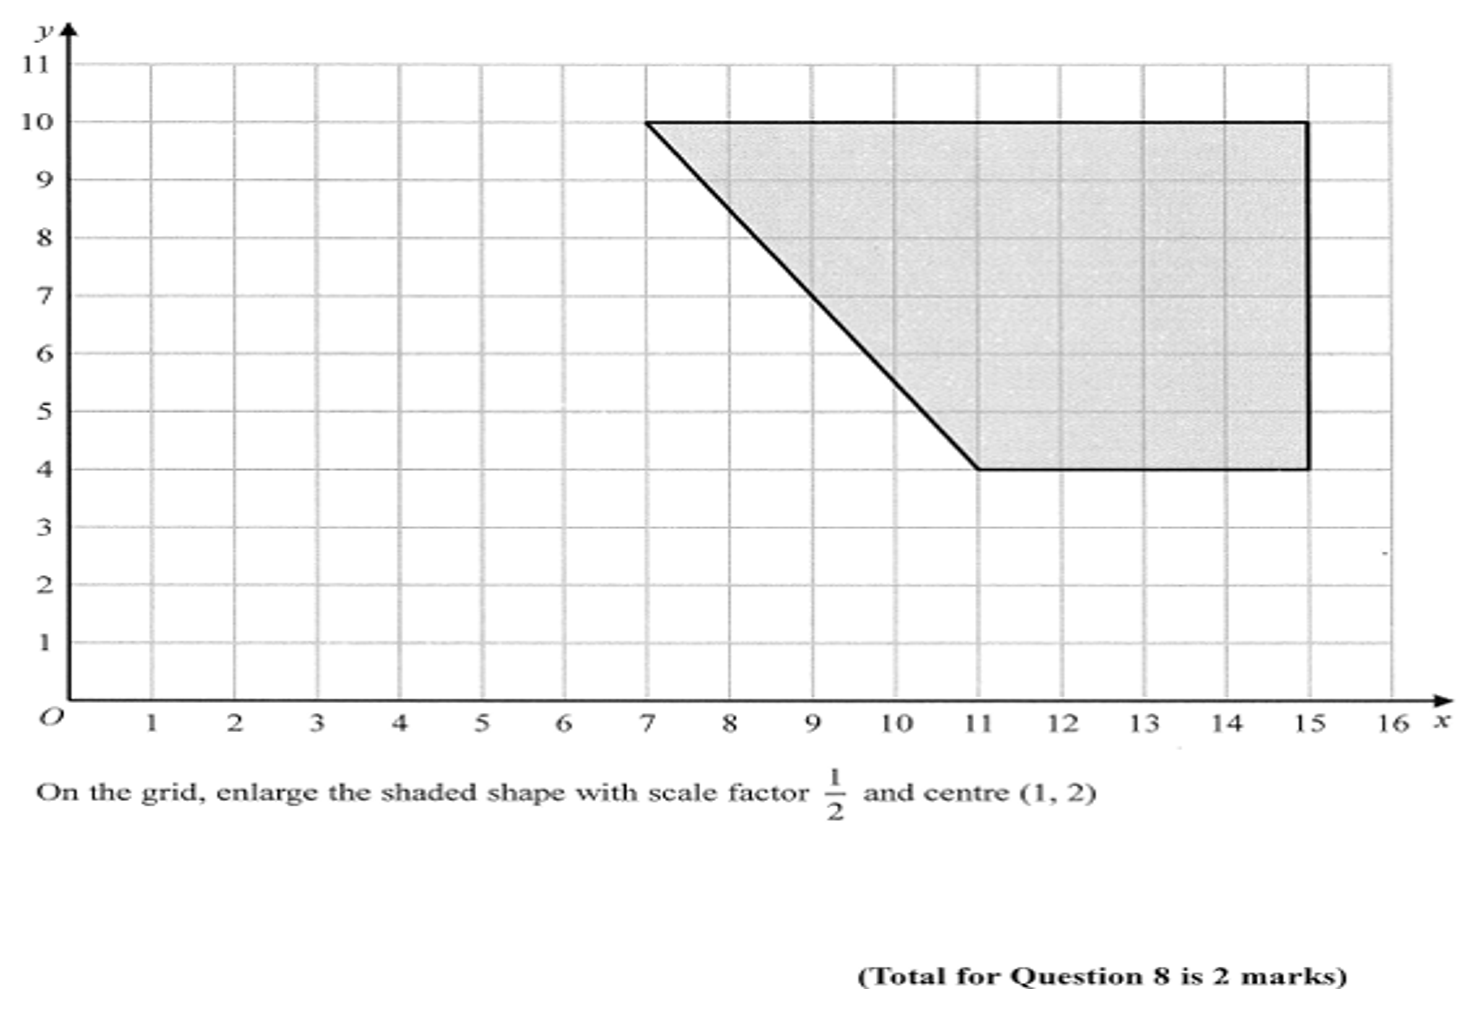 y
11
10
9
8
7
6
5
4
3
2
1
O 1 2 3 4 5 6 7 8 9 10 11 12 13 14 15 16 x
On the grid, enlarge the shaded shape with scale factor 1/2 and centre (1, 2)
(Total for Question 8 is 2 marks)